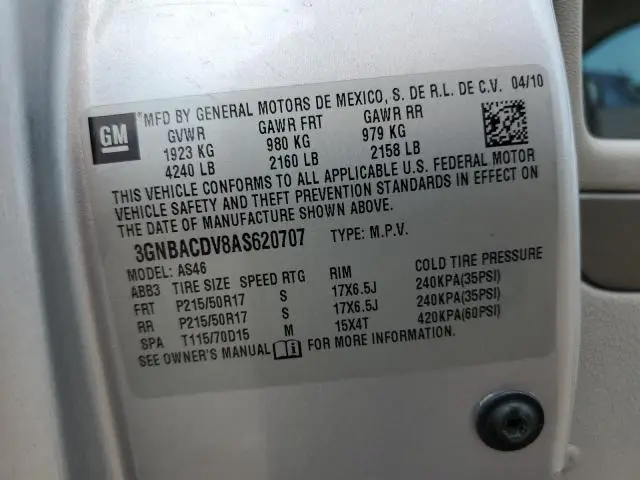 MFD BY GENERAL MOTORS DE MEXICO, S. DE R.L. DE C.V. 04/10
GM
GVWR GAWR FRT GAWR RR
1923 KG 980 KG 979 KG
4240 LB 2160 LB 2158 LB
THIS VEHICLE CONFORMS TO ALL APPLICABLE U.S. FEDERAL MOTOR
VEHICLE SAFETY AND THEFT PREVENTION STANDARDS IN EFFECT ON
THE DATE OF MANUFACTURE SHOWN ABOVE.
3GNBACDV8AS620707 TYPE: M.P.V.
MODEL: AS46
ABB3 TIRE SIZE SPEED RTG RIM COLD TIRE PRESSURE
FRT P215/50R17 S 17X6.5J 240KPA(35PSI)
RR P215/50R17 S 17X6.5J 240KPA(35PSI)
SPA T115/70D15 M 15X4T 420KPA(60PSI)
SEE OWNER'S MANUAL FOR MORE INFORMATION.